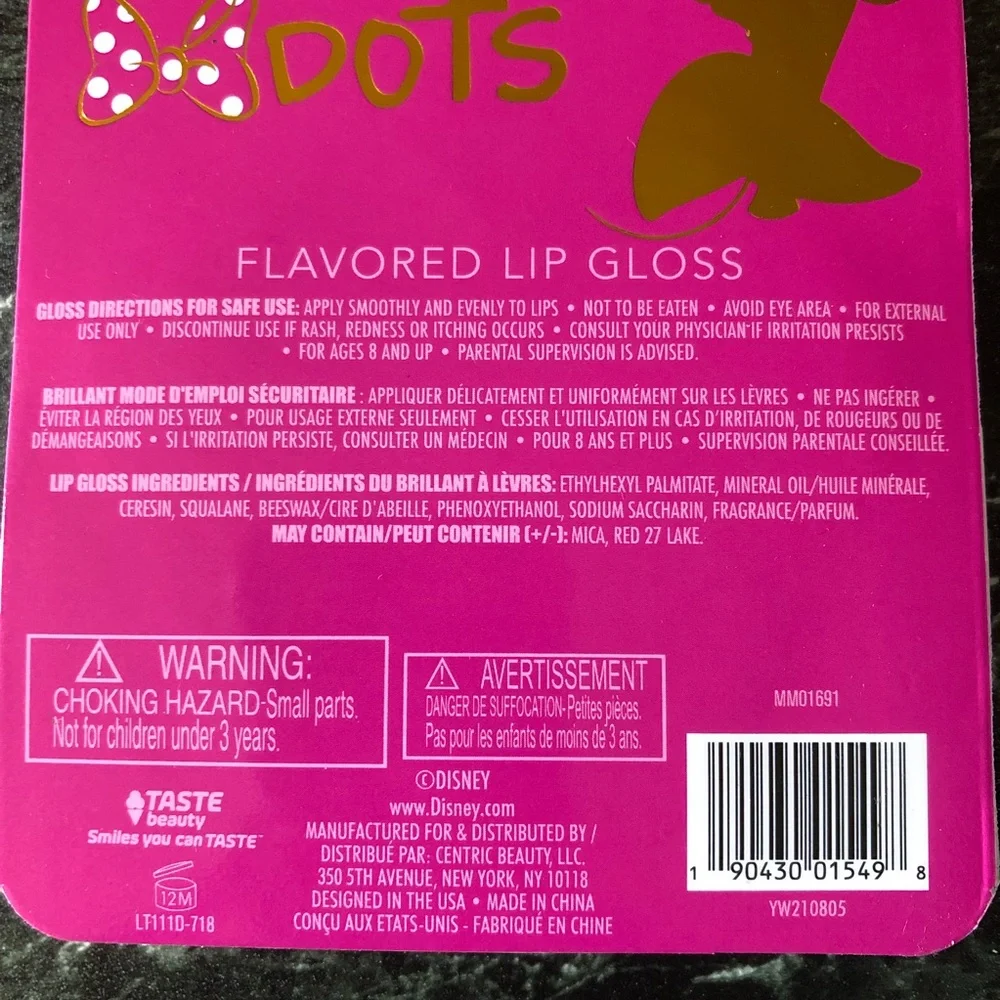 DOTS
FLAVORED LIP GLOSS
GLOSS DIRECTIONS FOR SAFE USE: APPLY SMOOTHLY AND EVENLY TO LIPS • NOT TO BE EATEN • AVOID EYE AREA • FOR EXTERNAL
USE ONLY • DISCONTINUE USE IF RASH, REDNESS OR ITCHING OCCURS • CONSULT YOUR PHYSICIAN IF IRRITATION PRESISTS
• FOR AGES 8 AND UP • PARENTAL SUPERVISION IS ADVISED.
BRILLANT MODE D'EMPLOI SÉCURITAIRE : APPLIQUER DÉLICATEMENT ET UNIFORMÉMENT SUR LES LÈVRES • NE PAS INGÉRER •
ÉVITER LA RÉGION DES YEUX • POUR USAGE EXTERNE SEULEMENT • CESSER L'UTILISATION EN CAS D'IRRITATION, DE ROUGEURS OU DE
DÉMANGEAISONS • SI L'IRRITATION PERSISTE, CONSULTER UN MÉDECIN • POUR 8 ANS ET PLUS • SUPERVISION PARENTALE CONSEILLÉE.
LIP GLOSS INGREDIENTS / INGRÉDIENTS DU BRILLANT À LÈVRES: ETHYLHEXYL PALMITATE, MINERAL OIL/HUILE MINÉRALE,
CERESIN, SQUALANE, BEESWAX/CIRE D'ABEILLE, PHENOXYETHANOL, SODIUM SACCHARIN, FRAGRANCE/PARFUM.
MAY CONTAIN/PEUT CONTENIR (+/-): MICA, RED 27 LAKE.
WARNING:
CHOKING HAZARD-Small parts.
Not for children under 3 years.
AVERTISSEMENT
DANGER DE SUFFOCATION-Petites pièces.
Pas pour les enfants de moins de 3 ans.
MM01691
TASTE
beauty
Smiles you can TASTE™
12M
LT111D-718
©DISNEY
www.Disney.com
MANUFACTURED FOR & DISTRIBUTED BY /
DISTRIBUÉ PAR: CENTRIC BEAUTY, LLC.
350 5TH AVENUE, NEW YORK, NY 10118
DESIGNED IN THE USA • MADE IN CHINA
CONÇU AUX ETATS-UNIS - FABRIQUÉ EN CHINE
1 90430 01549 8
YW210805